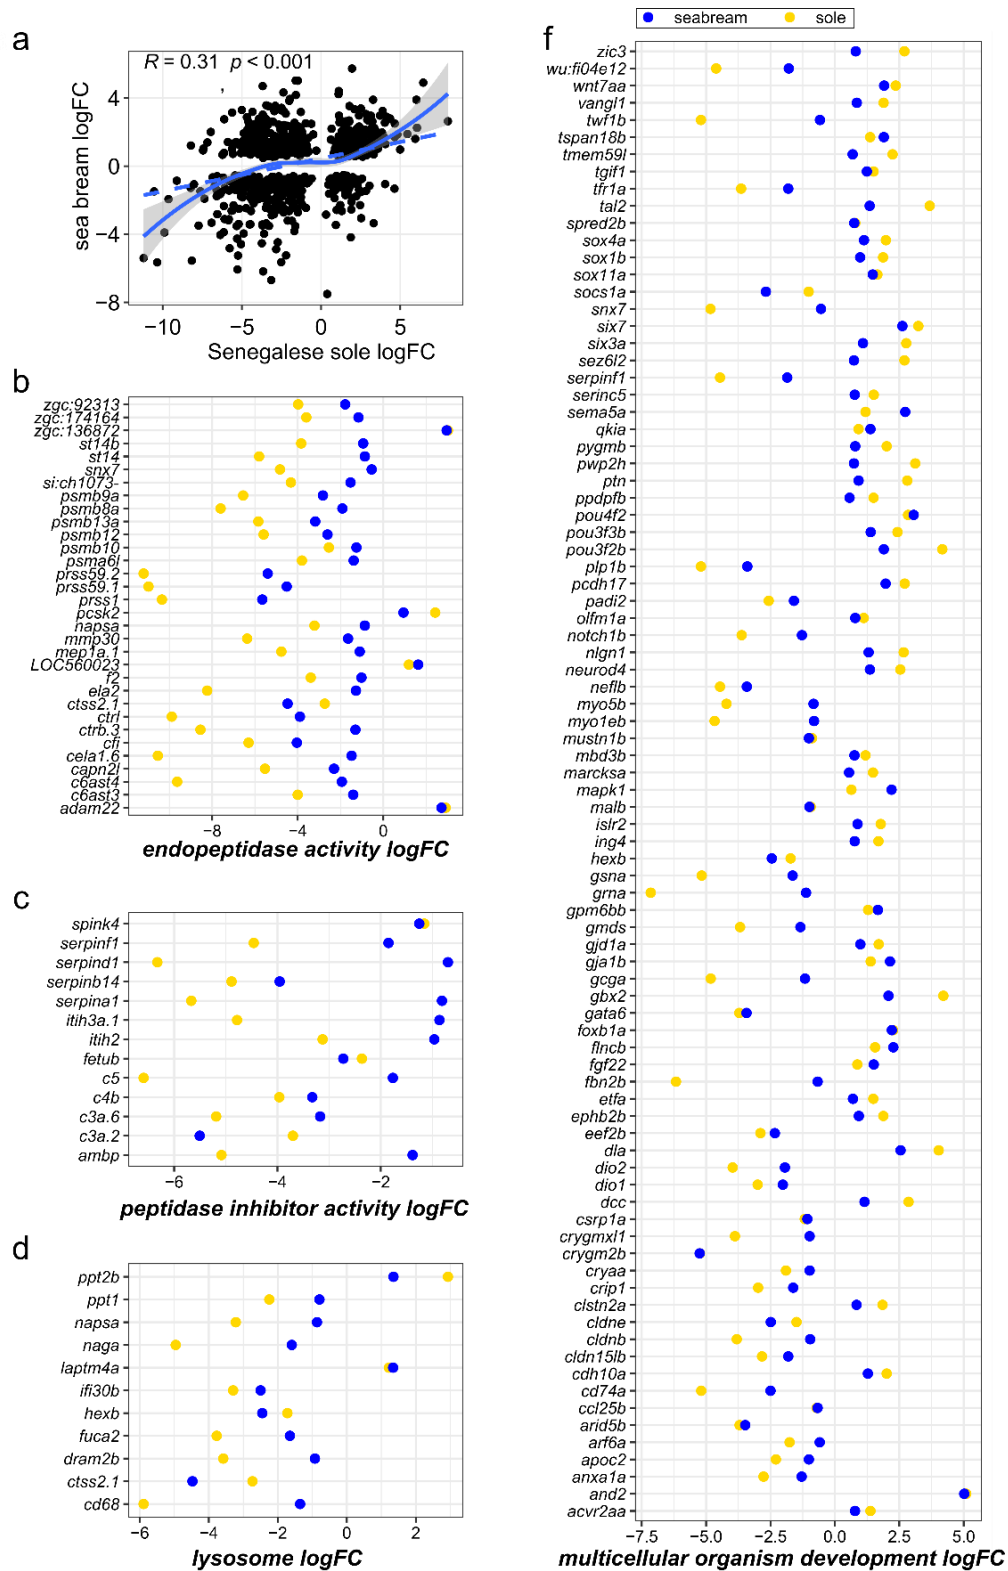 a
R = 0.31 p < 0.001
sea bream logFC
4
0
−4
−8
−10
−5
0
5
Senegalese sole logFC
b
zgc:92313
zgc:174164
zgc:136872
st14b
st14
snx7
si:ch1073-
psmb9a
psmb8a
psmb13a
psmb12
psmb10
psma6l
prss59.2
prss59.1
prss1
pcsk2
napsa
mmp30
mep1a.1
LOC560023
f2
ela2
ctss2.1
ctrl
ctrb.3
cfi
cela1.6
capn2l
c6ast4
c6ast3
adam22
−8
−4
0
endopeptidase activity logFC
c
spink4
serpinf1
serpind1
serpinb14
serpina1
itih3a.1
itih2
fetub
c5
c4b
c3a.6
c3a.2
ambp
−6
−4
−2
peptidase inhibitor activity logFC
d
ppt2b
ppt1
napsa
naga
laptm4a
ifi30b
hexb
fuca2
dram2b
ctss2.1
cd68
−6
−4
−2
0
2
lysosome logFC
f
seabream
sole
zic3
wu:fi04e12
wnt7aa
vangl1
twf1b
tspan18b
tmem59l
tgif1
tfr1a
tal2
spred2b
sox4a
sox1b
sox11a
socs1a
snx7
six7
six3a
sez6l2
serpinf1
serinc5
sema5a
qkia
pygmb
pwp2h
ptn
ppdpfb
pou4f2
pou3f3b
pou3f2b
plp1b
pcdh17
padi2
olfm1a
notch1b
nlgn1
neurod4
neflb
myo5b
myo1eb
mustn1b
mbd3b
marcksa
mapk1
malb
islr2
ing4
hexb
gsna
grna
gpm6bb
gmds
gjd1a
gja1b
gcga
gbx2
gata6
foxb1a
flncb
fgf22
fbn2b
etfa
ephb2b
eef2b
dla
dio2
dio1
dcc
csrp1a
crygmxl1
crygm2b
cryaa
crip1
clstn2a
cldne
cldnb
cldn15lb
cdh10a
cd74a
ccl25b
arid5b
arf6a
apoc2
anxa1a
and2
acvr2aa
−7.5
−5.0
−2.5
0.0
2.5
5.0
multicellular organism development logFC